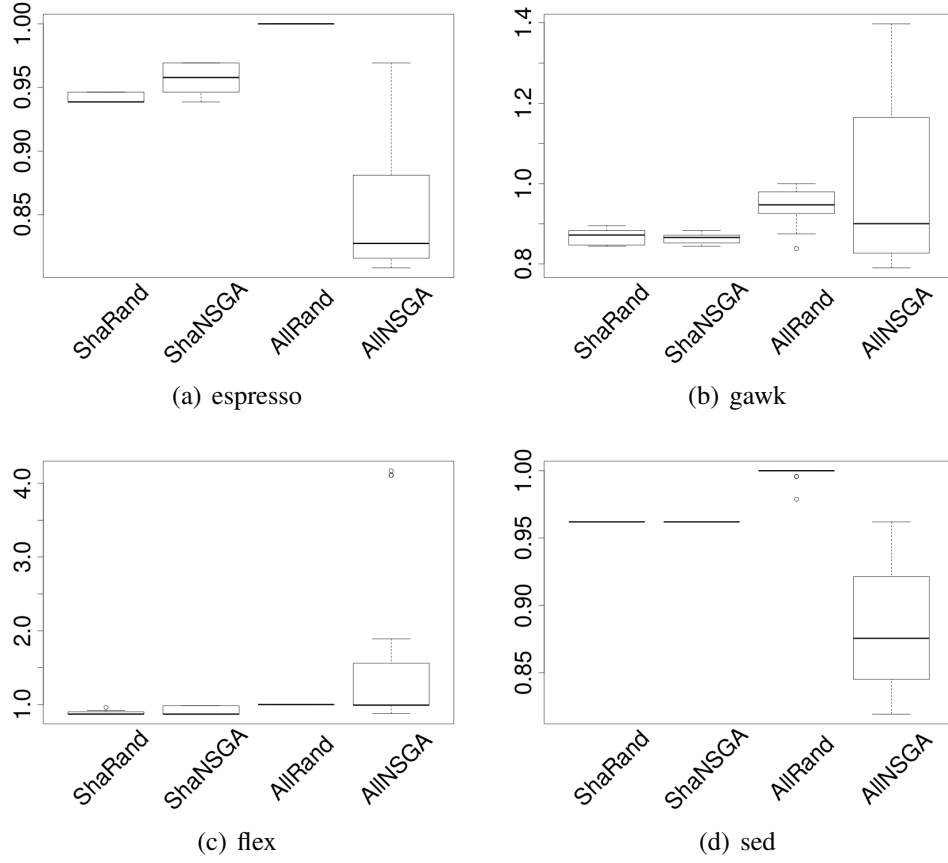 1.00
0.95
0.90
0.85
ShaRand
ShaNSGA
AllRand
AllNSGA
(a) espresso
1.4
1.2
1.0
0.8
ShaRand
ShaNSGA
AllRand
AllNSGA
(b) gawk
4.0
3.0
2.0
1.0
ShaRand
ShaNSGA
AllRand
AllNSGA
(c) flex
1.00
0.95
0.90
0.85
ShaRand
ShaNSGA
AllRand
AllNSGA
(d) sed